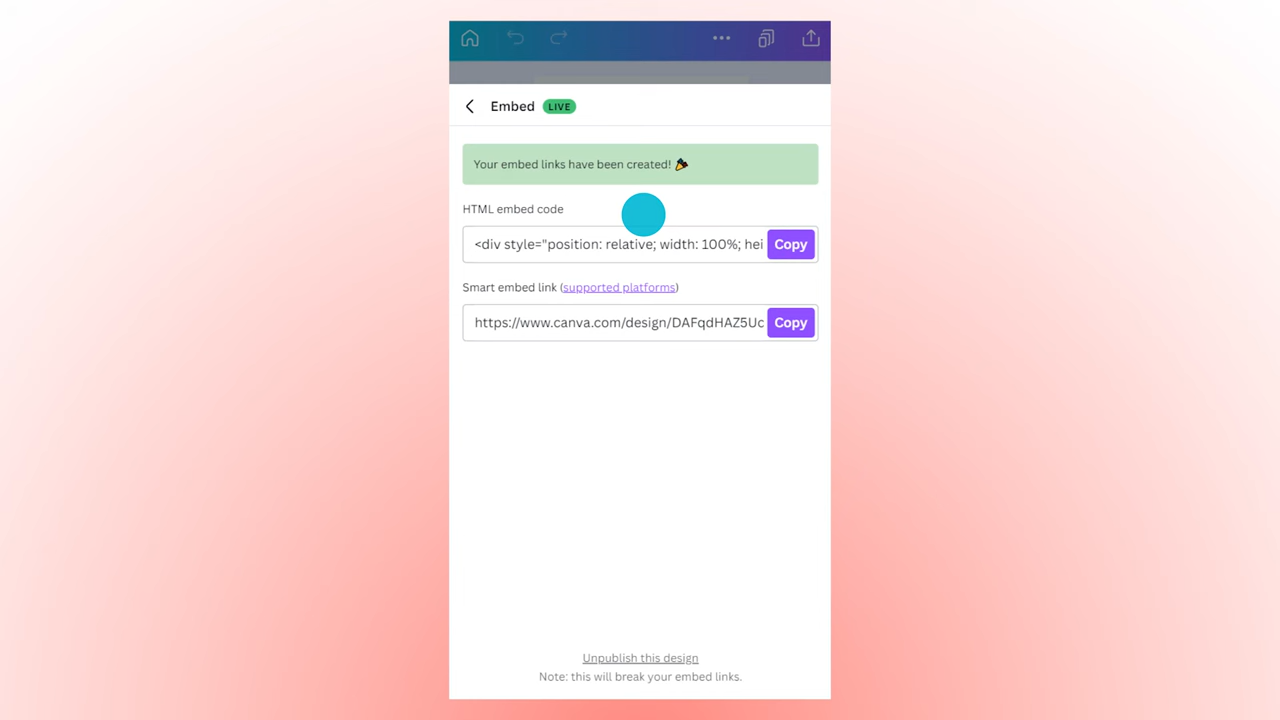 Embed LIVE
Your embed links have been created! 🎉
HTML embed code
<div style="position: relative; width: 100%; hei
Copy
Smart embed link (supported platforms)
https://www.canva.com/design/DAFqdHAZ5Uc
Copy
Unpublish this design
Note: this will break your embed links.